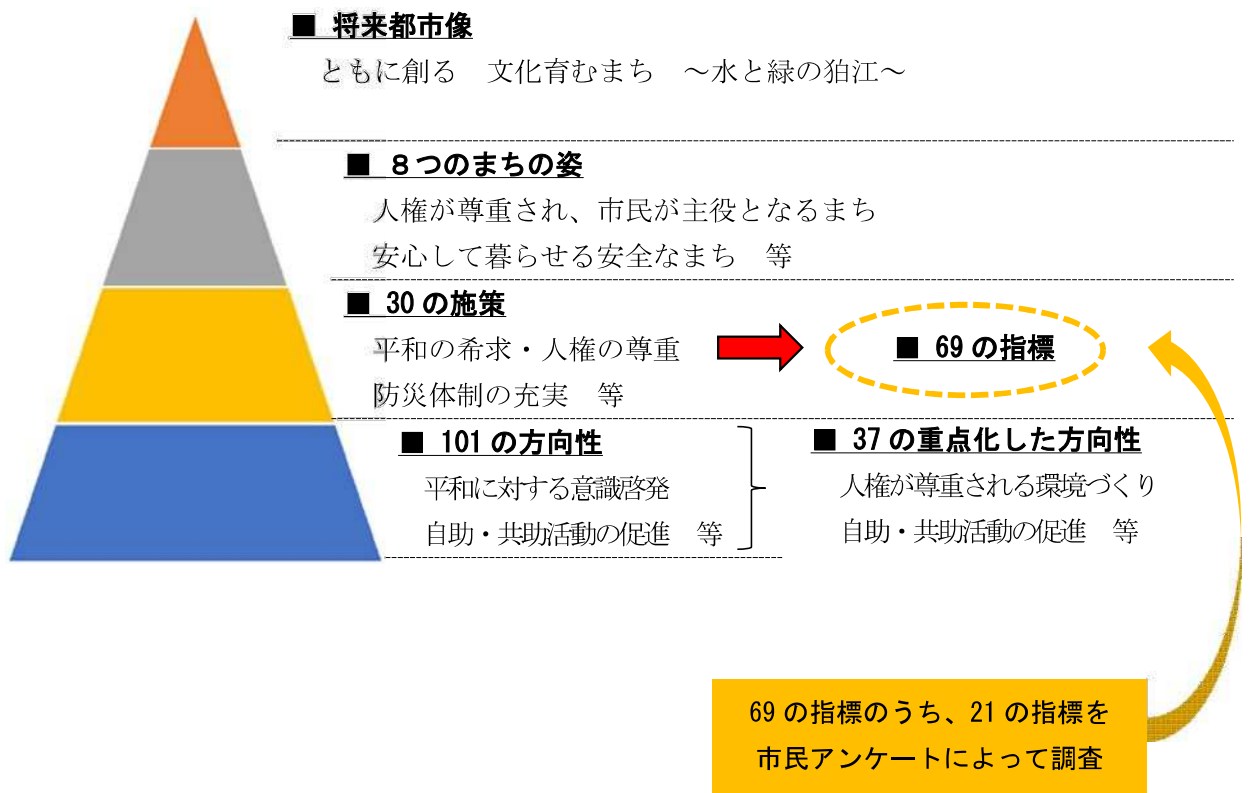 ■ 将来都市像
ともに創る　文化育むまち　～水と緑の狛江～
■ ８つのまちの姿
人権が尊重され、市民が主役となるまち
安心して暮らせる安全なまち　等
■ 30の施策
平和の希求・人権の尊重
防災体制の充実　等
■ 69の指標
■ 101の方向性
平和に対する意識啓発
自助・共助活動の促進　等
■ 37の重点化した方向性
人権が尊重される環境づくり
自助・共助活動の促進　等
69の指標のうち、21の指標を
市民アンケートによって調査